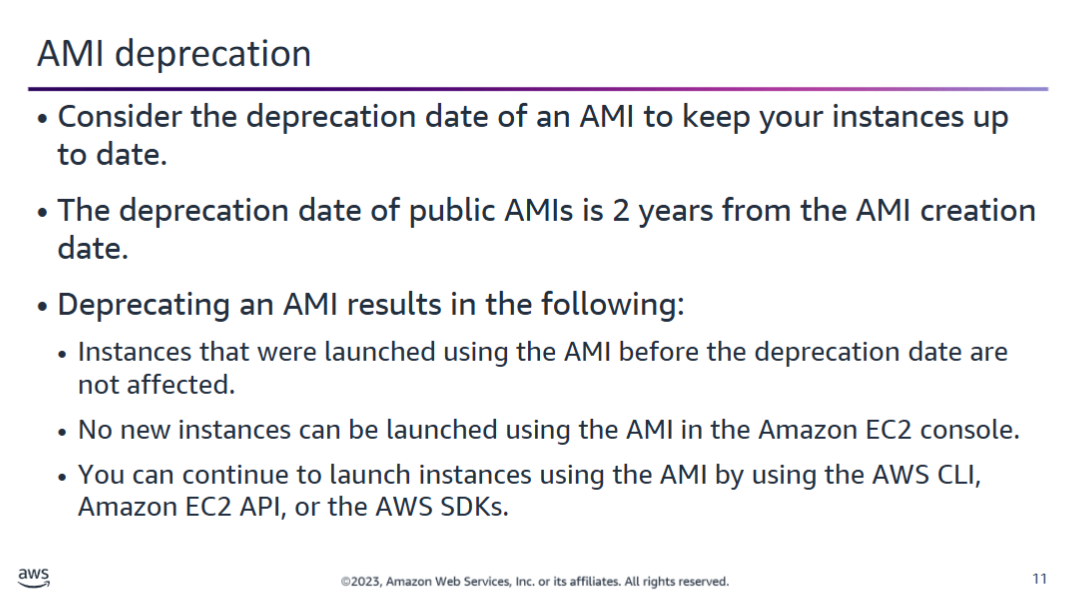 AMI deprecation
• Consider the deprecation date of an AMI to keep your instances up
to date.
• The deprecation date of public AMIs is 2 years from the AMI creation
date.
• Deprecating an AMI results in the following:
• Instances that were launched using the AMI before the deprecation date are
not affected.
• No new instances can be launched using the AMI in the Amazon EC2 console.
• You can continue to launch instances using the AMI by using the AWS CLI,
Amazon EC2 API, or the AWS SDKs.
aws
©2023, Amazon Web Services, Inc. or its affiliates. All rights reserved.
11